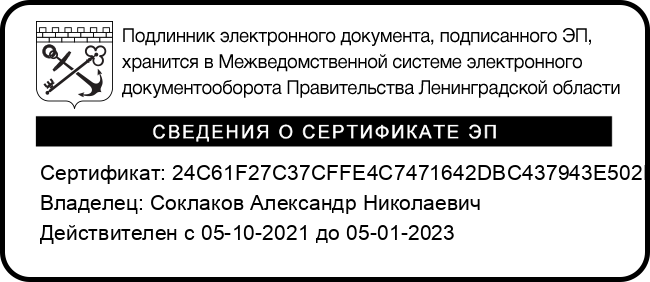 Подлинник электронного документа, подписанного ЭП,
хранится в Межведомственной системе электронного
документооборота Правительства Ленинградской области
СВЕДЕНИЯ О СЕРТИФИКАТЕ ЭП
Сертификат: 24C61F27C37CFFE4C7471642DBC437943E502
Владелец: Соклаков Александр Николаевич
Действителен с 05-10-2021 до 05-01-2023